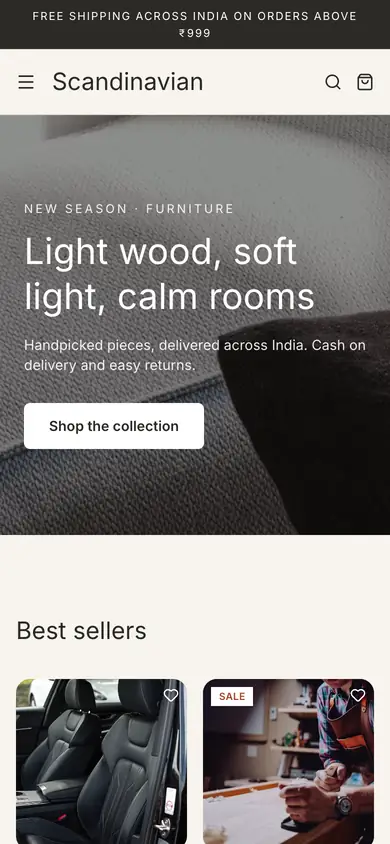 FREE SHIPPING ACROSS INDIA ON ORDERS ABOVE
₹999
Scandinavian
NEW SEASON · FURNITURE
Light wood, soft
light, calm rooms
Handpicked pieces, delivered across India. Cash on
delivery and easy returns.
Shop the collection
Best sellers
SALE